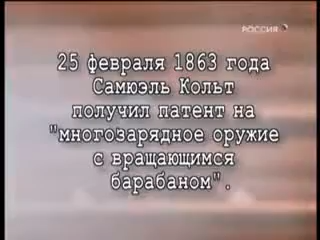 РОССИЯ
25 февраля 1863 года
Самюэль Кольт
получил патент на
"многозарядное оружие
с вращающимся
барабаном".